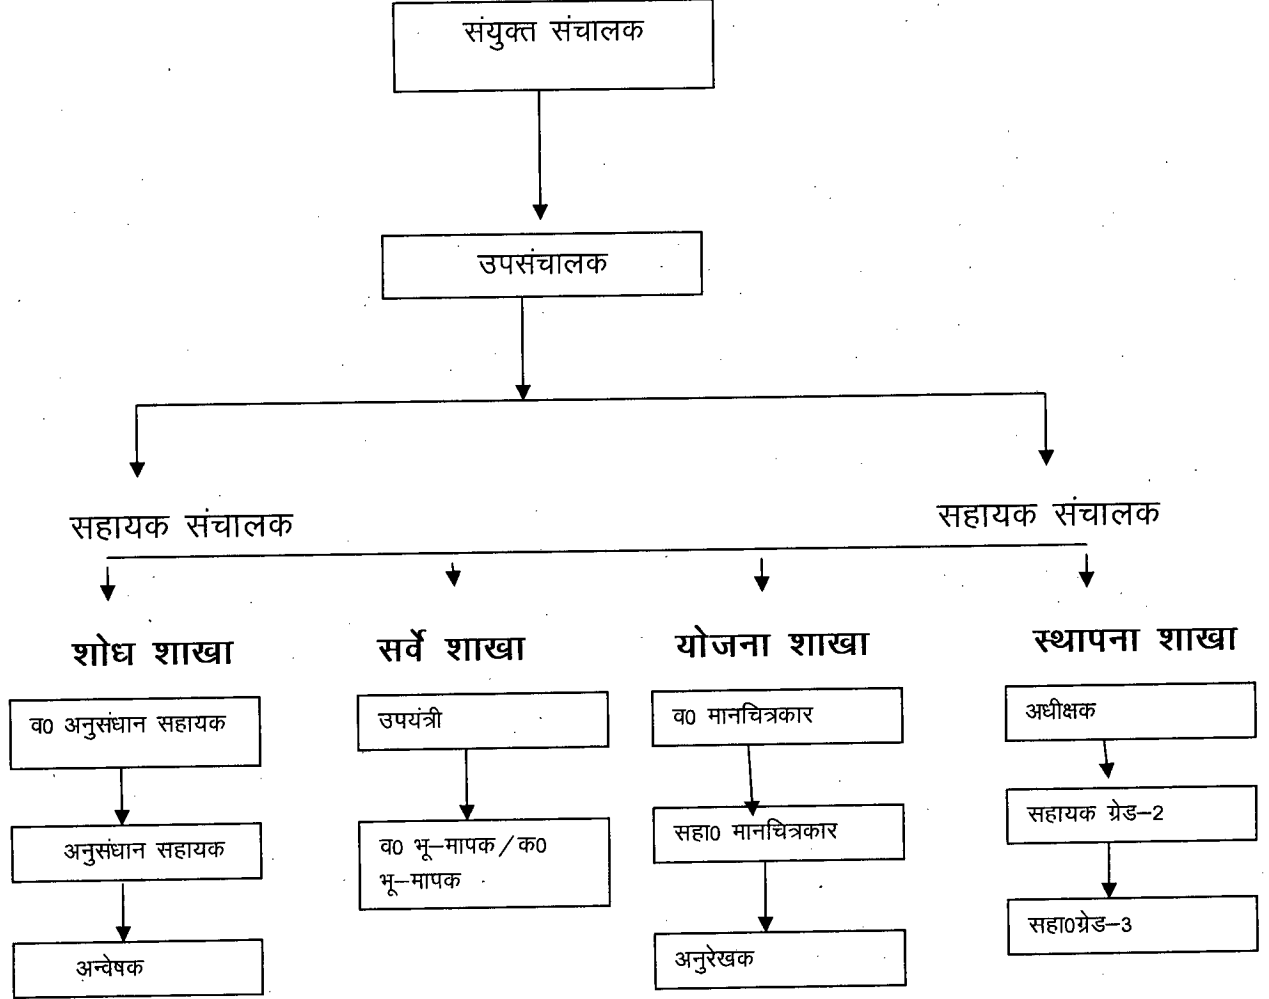 संयुक्त संचालक
उपसंचालक
सहायक संचालक
सहायक संचालक
शोध शाखा
सर्वे शाखा
योजना शाखा
स्थापना शाखा
व0 अनुसंधान सहायक
अनुसंधान सहायक
अन्वेषक
उपयंत्री
व0 भू–मापक/क0
भू–मापक
व0 मानचित्रकार
सहा0 मानचित्रकार
अनुरेखक
अधीक्षक
सहायक ग्रेड–2
सहा0ग्रेड–3